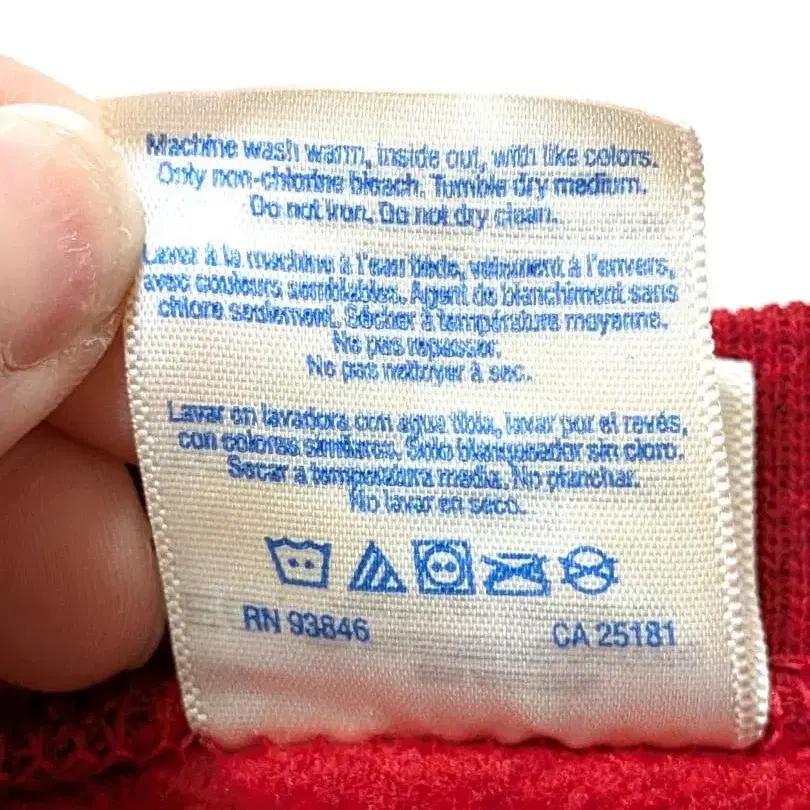 Machine wash warm, inside out, with like colors.
Only non-chlorine bleach. Tumble dry medium.
Do not iron. Do not dry clean.
Laver à la machine à l'eau tiède, vêtement à l'envers,
avec couleurs semblables. Agent de blanchiment sans
chlore seulement. Sécher à température moyenne.
Ne pas repasser.
Ne pas nettoyer à sec.
Lavar en lavadora con agua tibia, lavar por el revés,
con colores similares. Solo blanqueador sin cloro.
Secar a temperatura media. No planchar.
No lavar en seco.
RN 93846 CA 25181